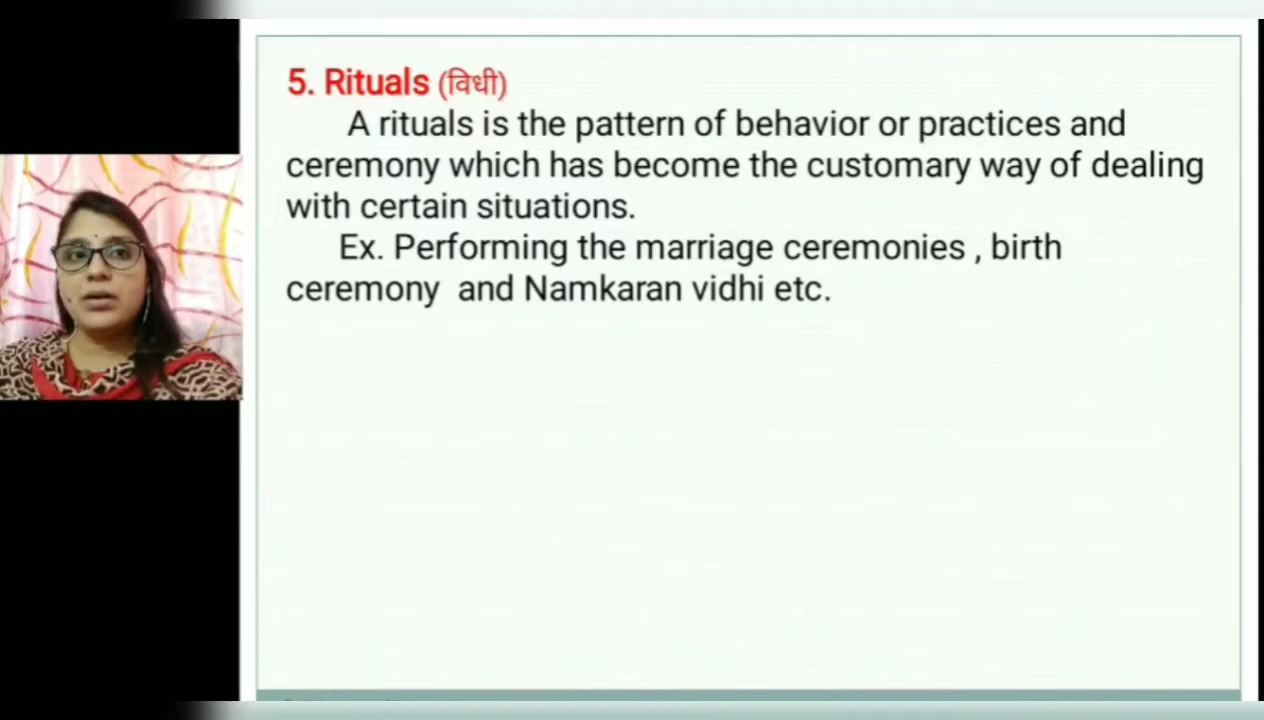 5. Rituals (विधी)
A rituals is the pattern of behavior or practices and
ceremony which has become the customary way of dealing
with certain situations.
Ex. Performing the marriage ceremonies , birth
ceremony and Namkaran vidhi etc.